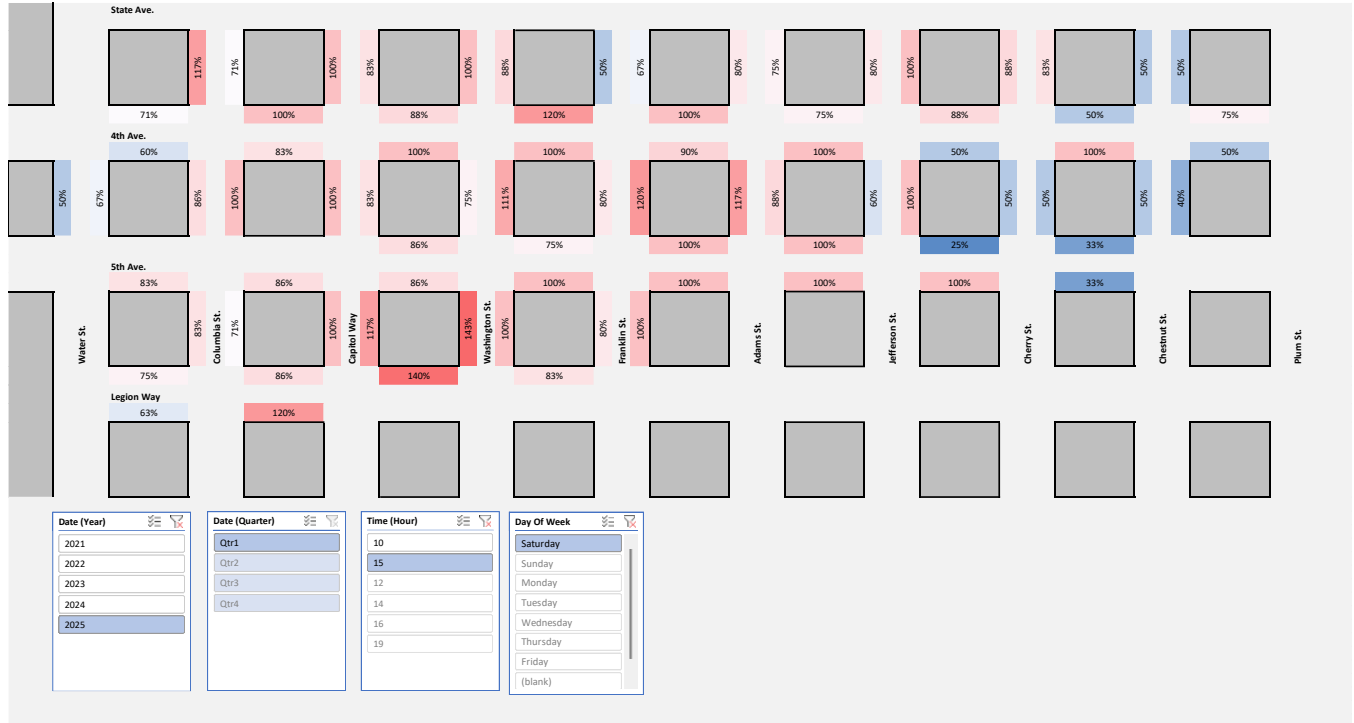 State Ave.
117% 71% 100% 83% 100% 88% 50% 67% 80% 75% 80% 100% 88% 83% 50% 50%
71% 100% 88% 120% 100% 75% 88% 50% 75%
4th Ave.
60% 83% 100% 100% 90% 100% 50% 100% 50%
50% 67% 86% 100% 100% 83% 75% 111% 80% 120% 117% 88% 60% 100% 50% 50% 50% 40%
86% 75% 100% 100% 25% 33%
5th Ave.
83% 86% 86% 100% 100% 100% 100% 33%
Water St. 83% Columbia St. 71% 100% Capitol Way 117% 143% Washington St. 100% 80% Franklin St. 100% Adams St. Jefferson St. Cherry St. Chestnut St. Plum St.
75% 86% 140% 83%
Legion Way
63% 120%
Date (Year)
2021
2022
2023
2024
2025
Date (Quarter)
Qtr1
Qtr2
Qtr3
Qtr4
Time (Hour)
10
15
12
14
16
19
Day Of Week
Saturday
Sunday
Monday
Tuesday
Wednesday
Thursday
Friday
(blank)